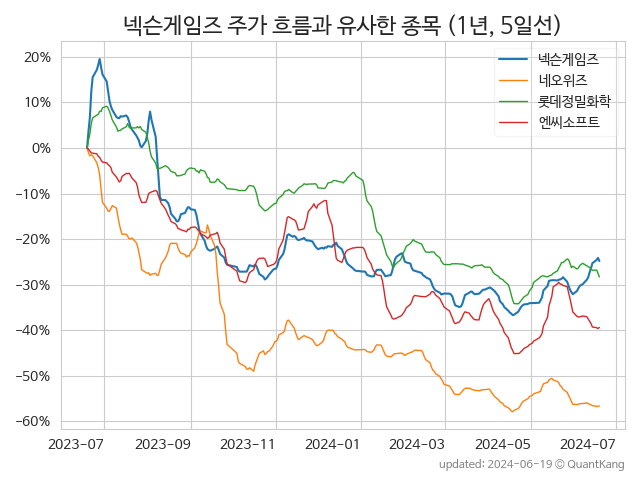 넥슨게임즈 주가 흐름과 유사한 종목 (1년, 5일선)
넥슨게임즈
네오위즈
롯데정밀화학
엔씨소프트
20%
10%
0%
−10%
−20%
−30%
−40%
−50%
−60%
2023-07 2023-09 2023-11 2024-01 2024-03 2024-05 2024-07
updated: 2024-06-19 © QuantKang